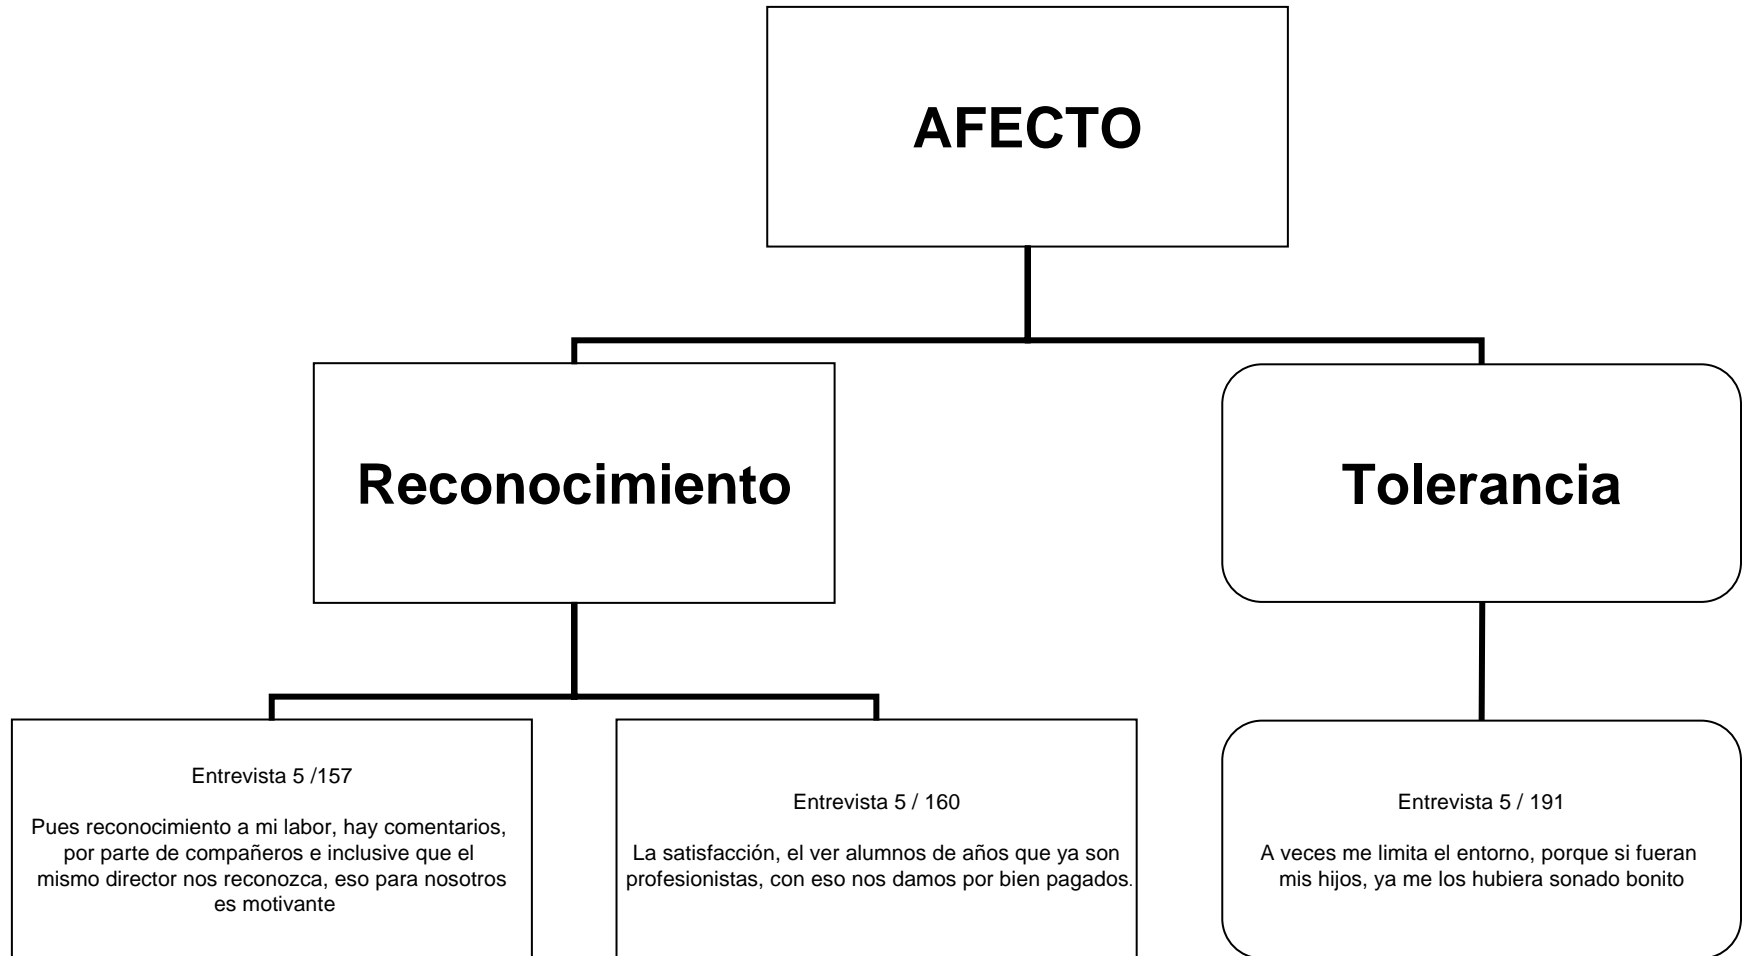 AFECTO
Reconocimiento
Tolerancia
Entrevista 5 /157
Pues reconocimiento a mi labor, hay comentarios,
por parte de compañeros e inclusive que el
mismo director nos reconozca, eso para nosotros
es motivante
Entrevista 5 / 160
La satisfacción, el ver alumnos de años que ya son
profesionistas, con eso nos damos por bien pagados.
Entrevista 5 / 191
A veces me limita el entorno, porque si fueran
mis hijos, ya me los hubiera sonado bonito